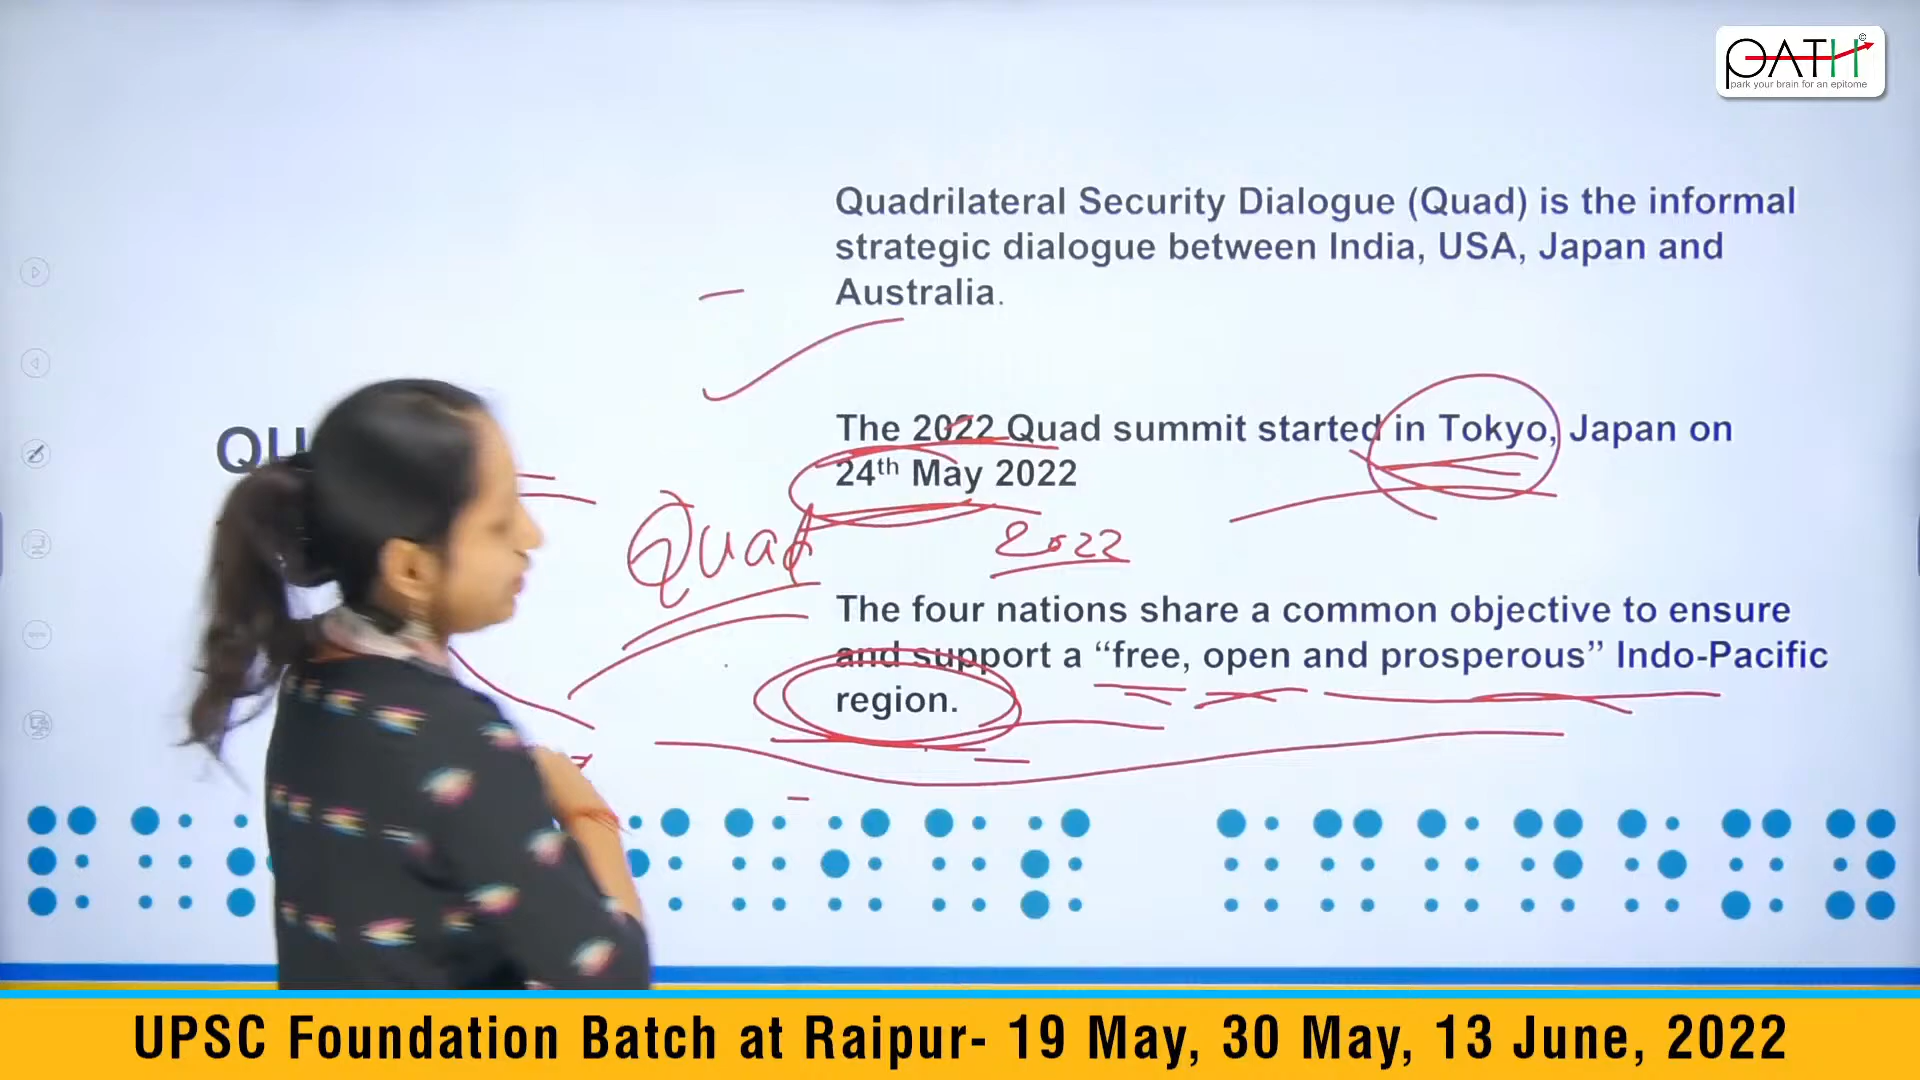 PATH©
park your brain for an epitome
Quadrilateral Security Dialogue (Quad) is the informal
strategic dialogue between India, USA, Japan and
Australia.
QU
The 2022 Quad summit started in Tokyo, Japan on
24th May 2022
Quad 2022
The four nations share a common objective to ensure
and support a “free, open and prosperous” Indo-Pacific
region.
UPSC Foundation Batch at Raipur- 19 May, 30 May, 13 June, 2022